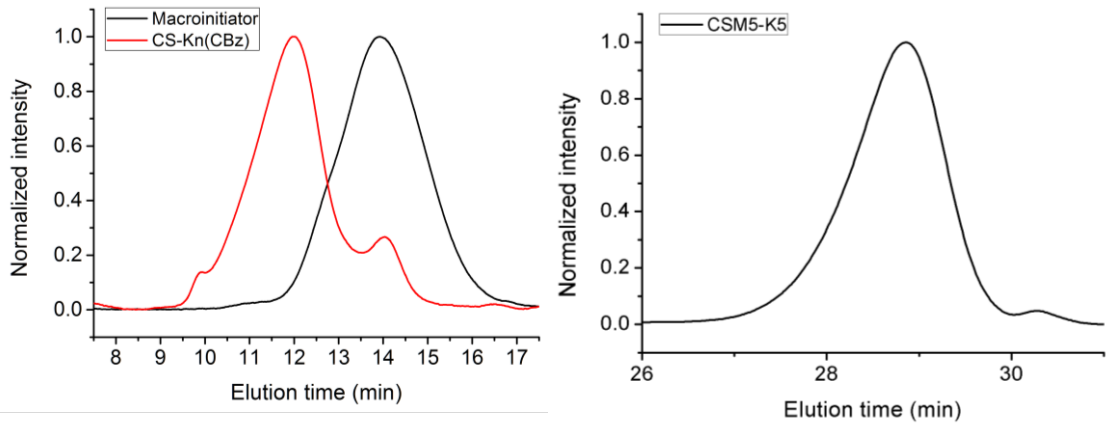 Macroinitiator
CS-Kn(CBz)
1.0
0.8
0.6
0.4
0.2
0.0
Normalized intensity
8 9 10 11 12 13 14 15 16 17
Elution time (min)
CSM5-K5
1.0
0.8
0.6
0.4
0.2
0.0
Normalized intensity
26 28 30
Elution time (min)